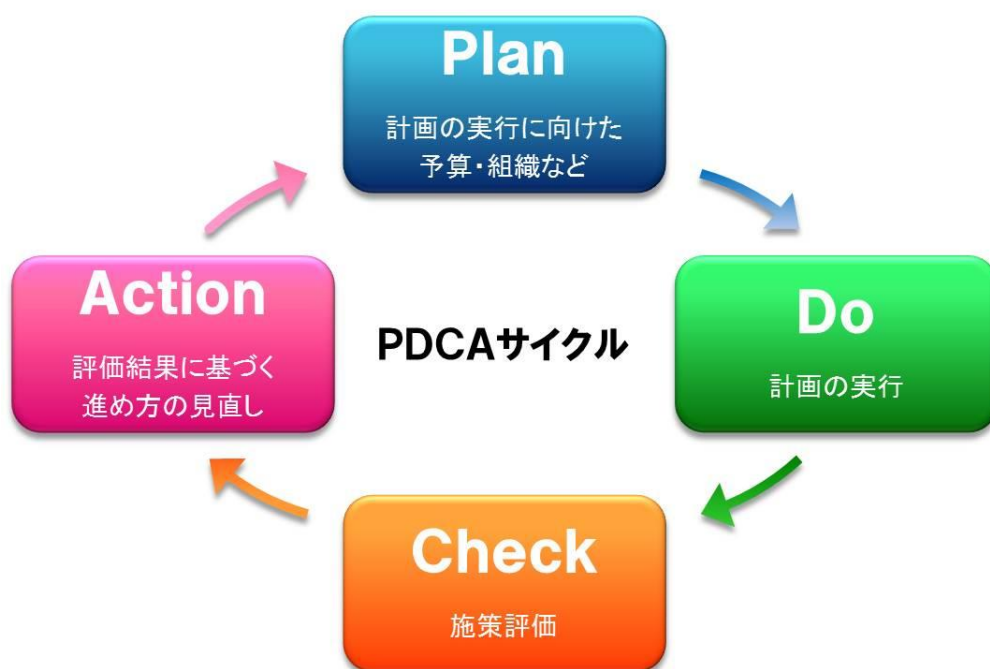 Plan
計画の実行に向けた
予算・組織など
Action
評価結果に基づく
進め方の見直し
PDCAサイクル
Do
計画の実行
Check
施策評価